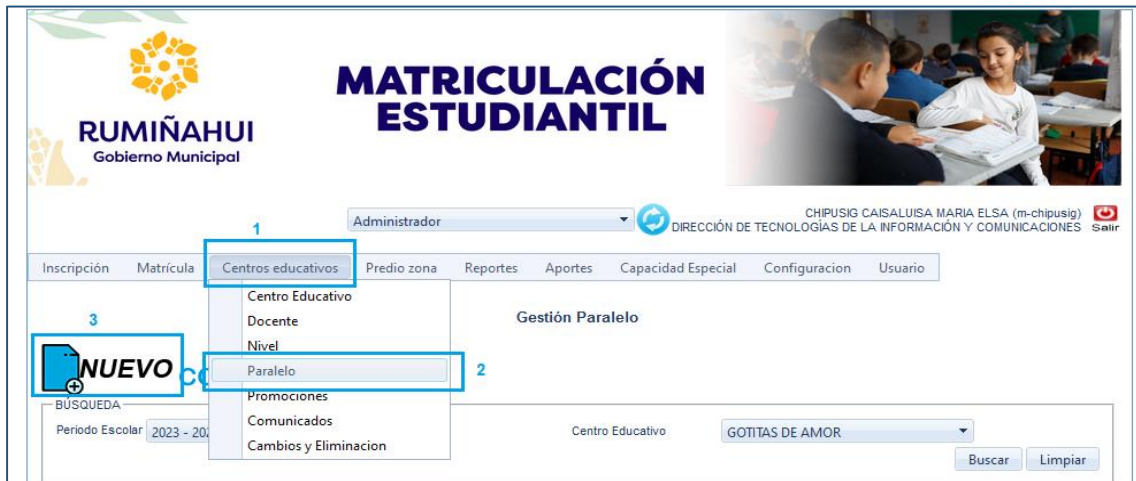 MATRICULACIÓN
ESTUDIANTIL
RUMIÑAHUI
Gobierno Municipal
Administrador
CHIPUSIG CAISALUISA MARIA ELSA (m-chipusig)
DIRECCIÓN DE TECNOLOGÍAS DE LA INFORMACIÓN Y COMUNICACIONES
Salir
1
Inscripción Matrícula Centros educativos Predio zona Reportes Aportes Capacidad Especial Configuracion Usuario
Centro Educativo
Docente
Nivel
Paralelo
Promociones
Comunicados
Cambios y Eliminacion
2
Gestión Paralelo
3
NUEVO
BÚSQUEDA
Periodo Escolar 2023 -
Centro Educativo GOTITAS DE AMOR
Buscar Limpiar